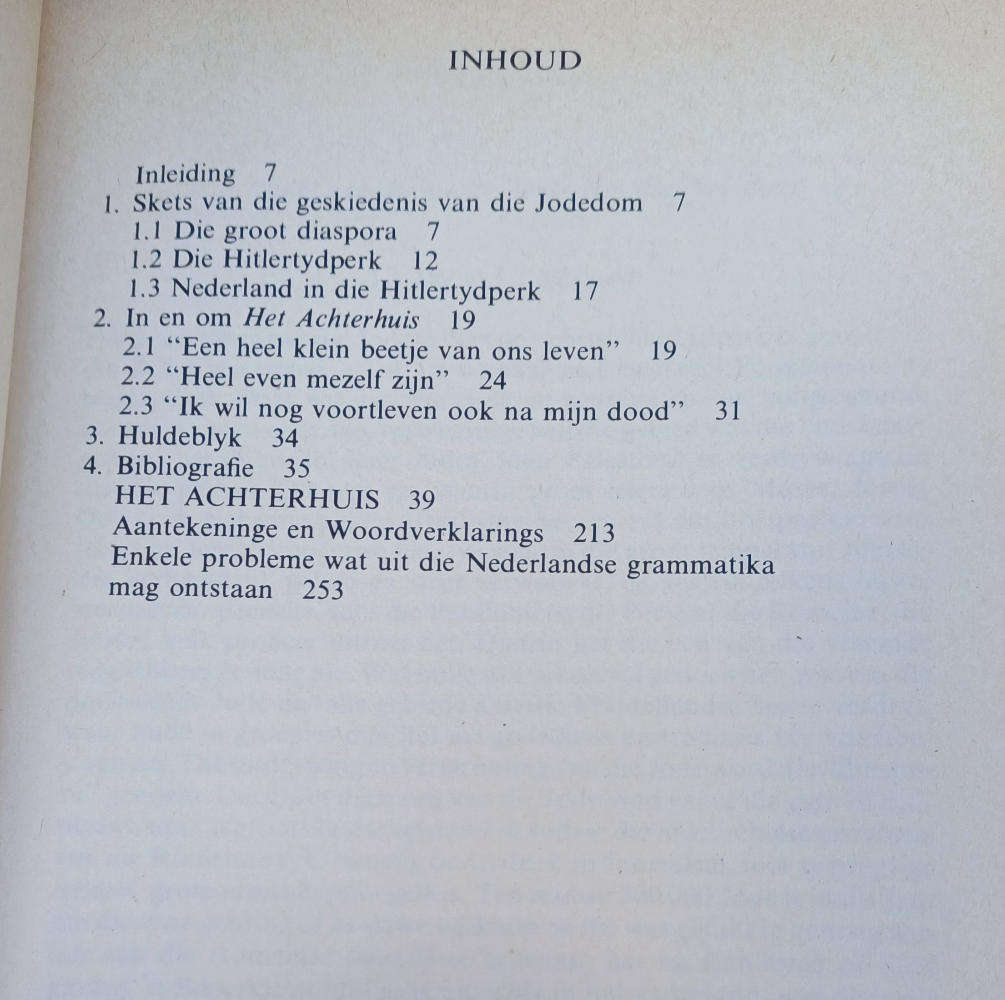 INHOUD
Inleiding 7
1. Skets van die geskiedenis van die Jodedom 7
1.1 Die groot diaspora 7
1.2 Die Hitlertydperk 12
1.3 Nederland in die Hitlertydperk 17
2. In en om Het Achterhuis 19
2.1 “Een heel klein beetje van ons leven” 19
2.2 “Heel even mezelf zijn” 24
2.3 “Ik wil nog voortleven ook na mijn dood” 31
3. Huldeblyk 34
4. Bibliografie 35
HET ACHTERHUIS 39
Aantekeninge en Woordverklarings 213
Enkele probleme wat uit die Nederlandse grammatika
mag ontstaan 253